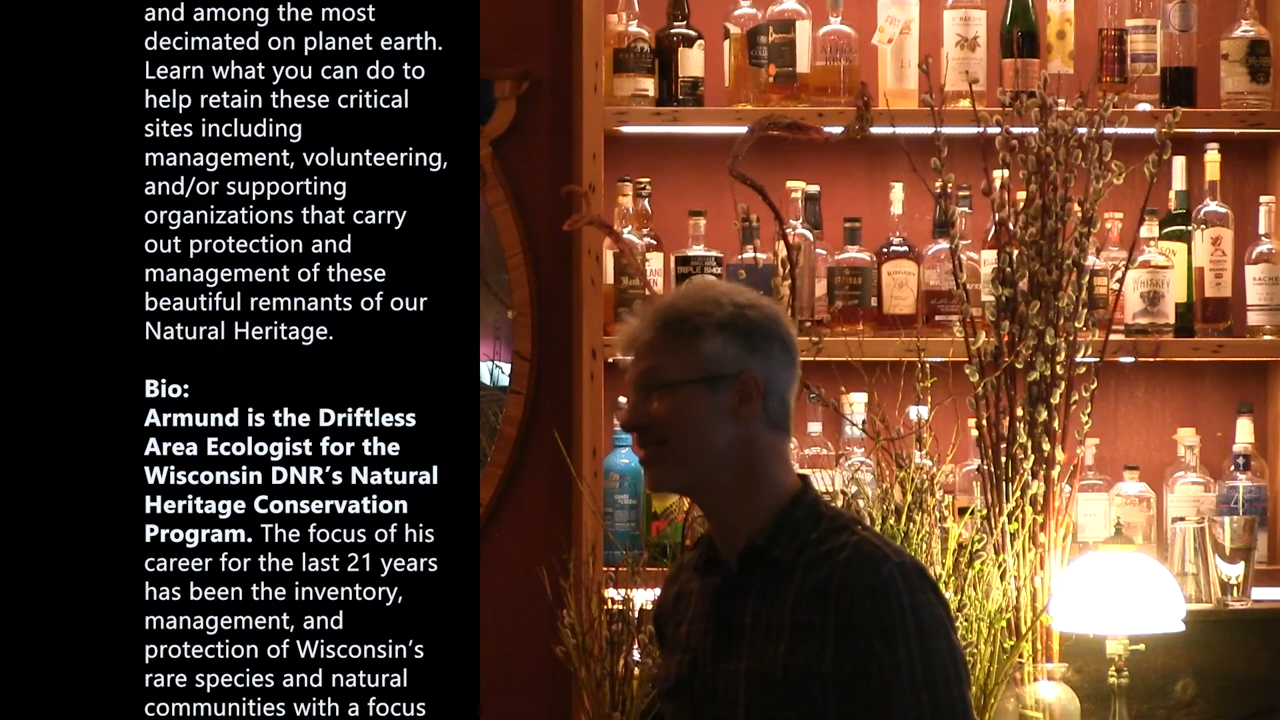 and among the most
decimated on planet earth.
Learn what you can do to
help retain these critical
sites including
management, volunteering,
and/or supporting
organizations that carry
out protection and
management of these
beautiful remnants of our
Natural Heritage.
Bio:
Armund is the Driftless
Area Ecologist for the
Wisconsin DNR's Natural
Heritage Conservation
Program. The focus of his
career for the last 21 years
has been the inventory,
management, and
protection of Wisconsin's
rare species and natural
communities with a focus
TRIPLE SMOKE
WHISKEY